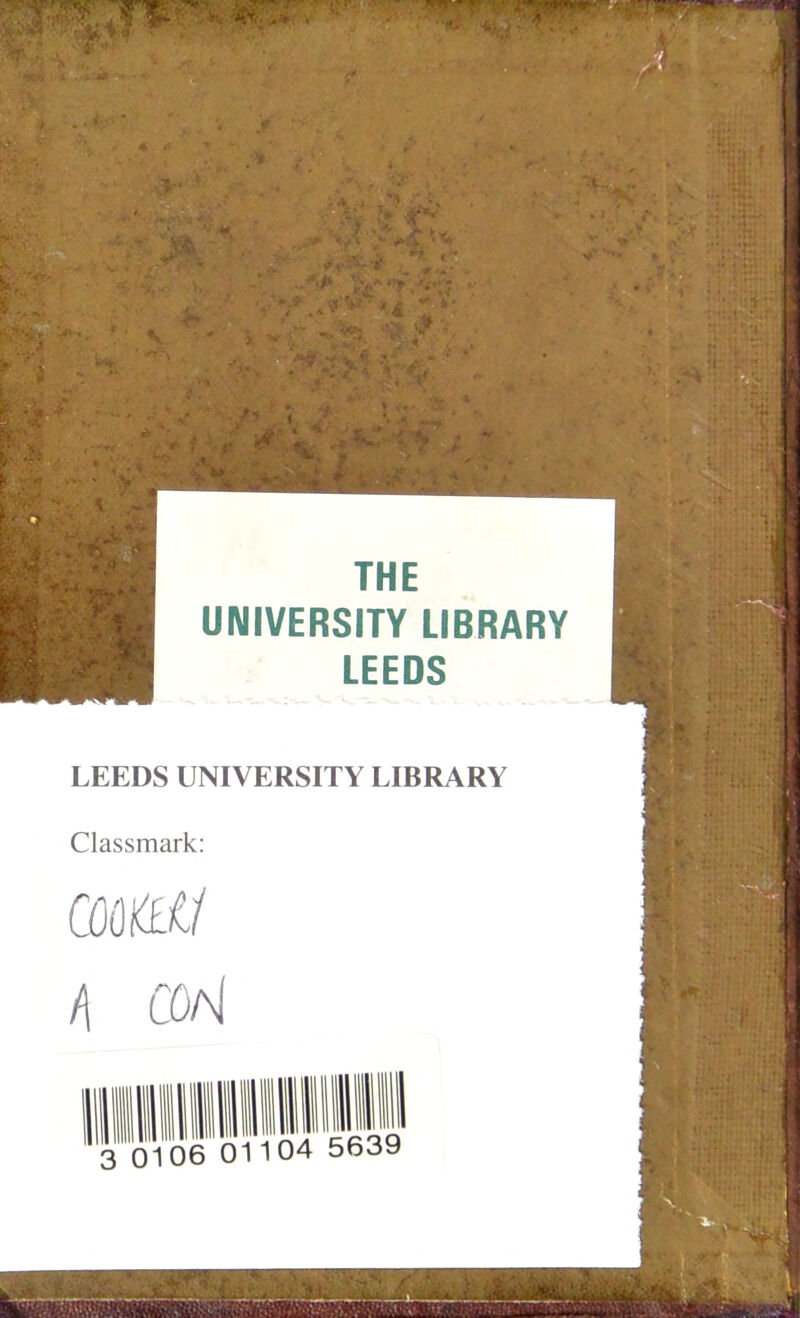 THE
UNIVERSITY LIBRARY
LEEDS
LEEDS UNIVERSITY LIBRARY
Classmark:
COOKERY
A CON
3 0106 01104 5639